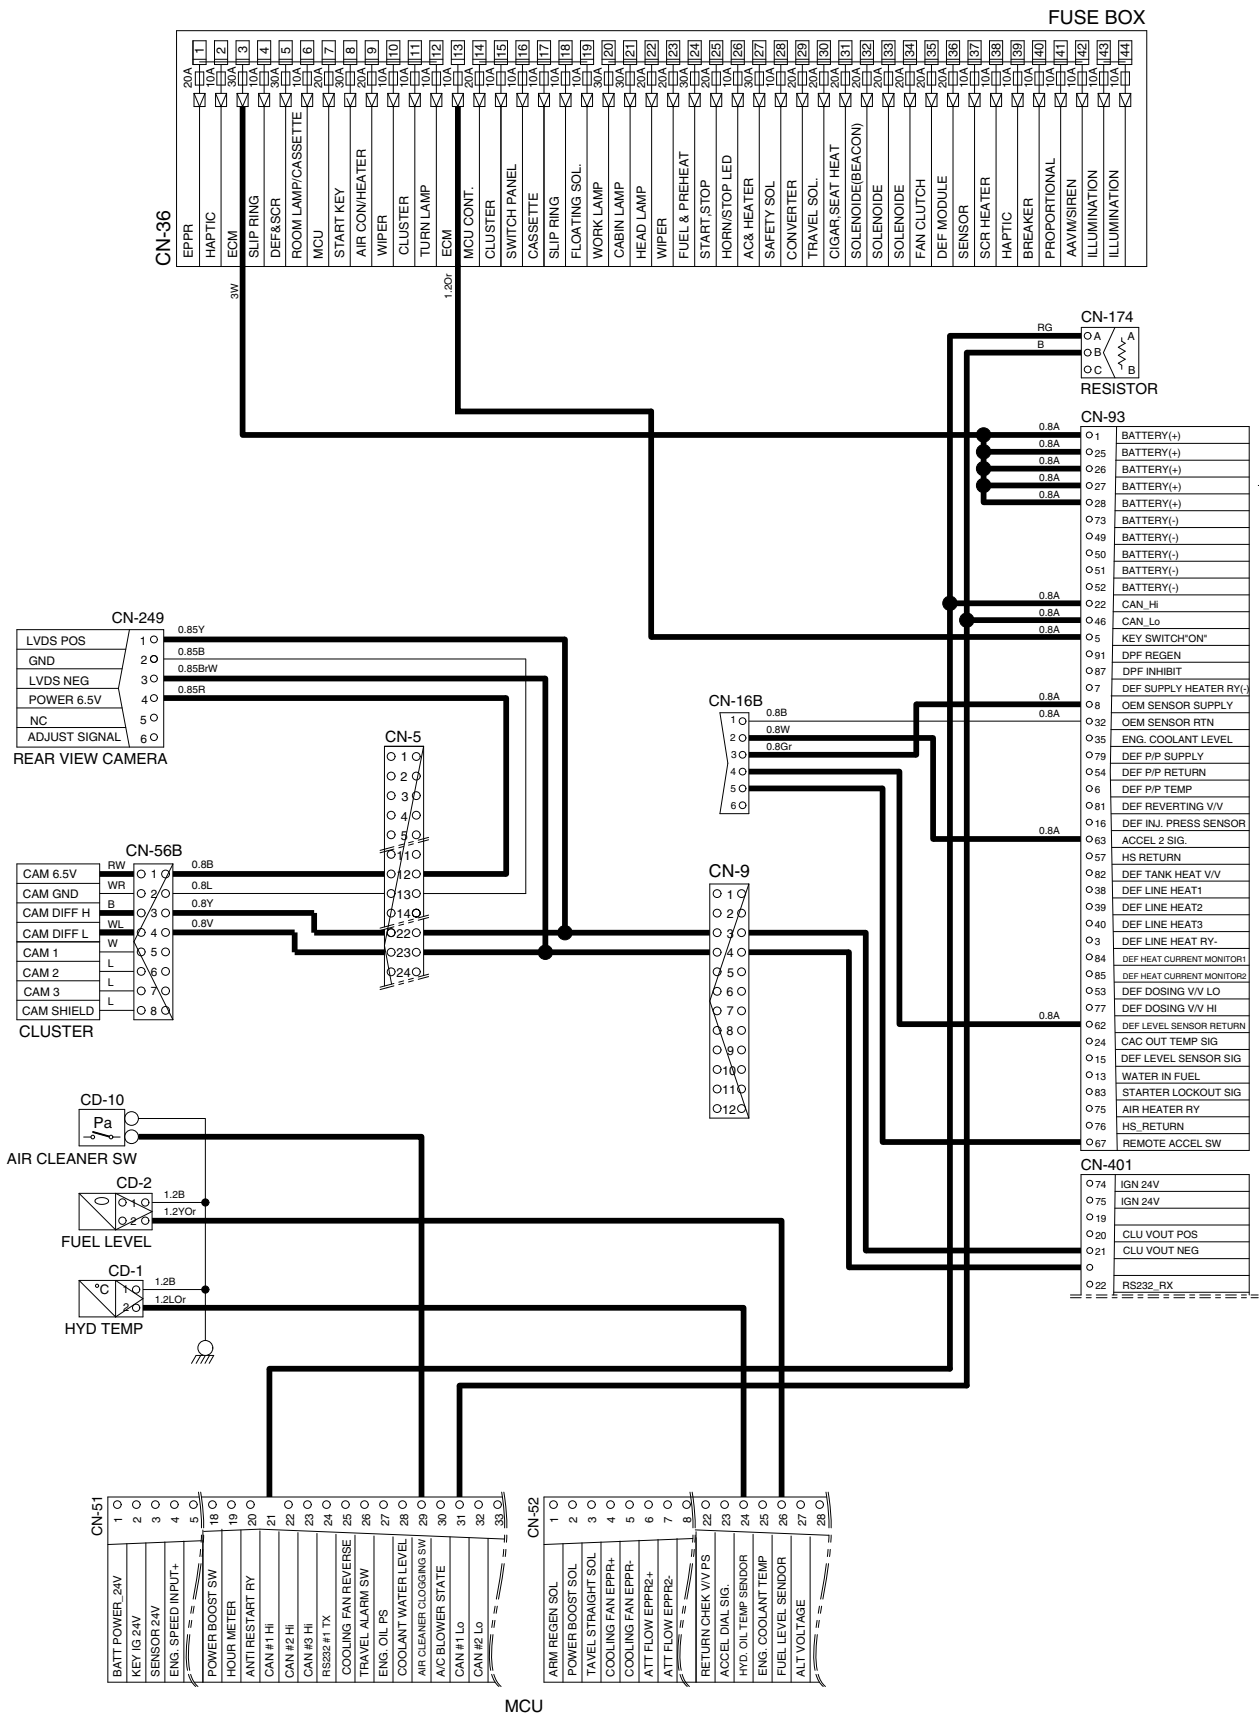 FUSE BOX
CN-36
1 2 3 4 5 6 7 8 9 10 11 12 13 14 15 16 17 18 19 20 21 22 23 24 25 26 27 28 29 30 31 32 33 34 35 36 37 38 39 40 41 42 43 44
20A 10A 30A 10A 30A 10A 20A 30A 20A 10A 10A 10A 10A 10A 10A 10A 10A 10A 10A 30A 10A 20A 10A 20A 10A 30A 10A 20A 10A 20A 20A 20A 20A 20A 20A 20A 10A 10A 10A 10A 10A 10A 10A 10A
EPPR
HAPTIC
ECM
SLIP RING
DEF&SCR
ROOM LAMP/CASSETTE
MCU
START KEY
AIR CON/HEATER
WIPER
CLUSTER
TURN LAMP
ECM
MCU CONT.
CLUSTER
SWITCH PANEL
CASSETTE
SLIP RING
FLOATING SOL.
WORK LAMP
CABIN LAMP
HEAD LAMP
WIPER
FUEL & PREHEAT
START,STOP
HORN/STOP LED
AC& HEATER
SAFETY SOL
CONVERTER
TRAVEL SOL.
CIGAR,SEAT HEAT
SOLENOIDE(BEACON)
SOLENOIDE
SOLENOIDE
FAN CLUTCH
DEF MODULE
SENSOR
SCR HEATER
HAPTIC
BREAKER
PROPORTIONAL
AAVM/SIREN
ILLUMINATION
ILLUMINATION
3W
1.2Or
CN-174
RG A A
B B
C B
RESISTOR
CN-93
0.8A 1 BATTERY(+)
0.8A 25 BATTERY(+)
0.8A 26 BATTERY(+)
0.8A 27 BATTERY(+)
0.8A 28 BATTERY(+)
73 BATTERY(-)
49 BATTERY(-)
50 BATTERY(-)
51 BATTERY(-)
52 BATTERY(-)
0.8A 22 CAN_Hi
0.8A 46 CAN_Lo
0.8A 5 KEY SWITCH"ON"
91 DPF REGEN
87 DPF INHIBIT
7 DEF SUPPLY HEATER RY(-)
0.8A 8 OEM SENSOR SUPPLY
0.8A 32 OEM SENSOR RTN
35 ENG. COOLANT LEVEL
79 DEF P/P SUPPLY
54 DEF P/P RETURN
6 DEF P/P TEMP
81 DEF REVERTING V/V
16 DEF INJ. PRESS SENSOR
0.8A 63 ACCEL 2 SIG.
57 HS RETURN
82 DEF TANK HEAT V/V
38 DEF LINE HEAT1
39 DEF LINE HEAT2
40 DEF LINE HEAT3
3 DEF LINE HEAT RY-
84 DEF HEAT CURRENT MONITOR1
85 DEF HEAT CURRENT MONITOR2
53 DEF DOSING V/V LO
77 DEF DOSING V/V HI
0.8A 62 DEF LEVEL SENSOR RETURN
24 CAC OUT TEMP SIG
15 DEF LEVEL SENSOR SIG
13 WATER IN FUEL
83 STARTER LOCKOUT SIG
75 AIR HEATER RY
76 HS_RETURN
67 REMOTE ACCEL SW
CN-401
74 IGN 24V
75 IGN 24V
19
20 CLU VOUT POS
21 CLU VOUT NEG
22 RS232_RX
CN-249
LVDS POS 1 0.85Y
GND 2 0.85B
LVDS NEG 3 0.85BrW
POWER 6.5V 4 0.85R
NC 5
ADJUST SIGNAL 6
REAR VIEW CAMERA
CN-16B
1 0.8B
2 0.8W
3 0.8Gr
4
5
6
CN-5
1
2
3
4
5
11
12
13
14
22
23
24
CN-56B
CAM 6.5V RW 1 0.8B
CAM GND WR 2 0.8L
CAM DIFF H B 3 0.8Y
CAM DIFF L WL 4 0.8V
CAM 1 W 5
CAM 2 L 6
CAM 3 L 7
CAM SHIELD L 8
CLUSTER
CN-9
1
2
3
4
5
6
7
8
9
10
11
12
CD-10
Pa
AIR CLEANER SW
CD-2
1 1.2B
2 1.2YOr
FUEL LEVEL
CD-1
°C 1 1.2B
2 1.2LOr
HYD TEMP
CN-51
1 BATT POWER_24V
2 KEY IG 24V
3 SENSOR 24V
4 ENG. SPEED INPUT+
5
18 POWER BOOST SW
19 HOUR METER
20 ANTI RESTART RY
21 CAN #1 Hi
22 CAN #2 Hi
23 CAN #3 Hi
24 RS232 #1 TX
25 COOLING FAN REVERSE
26 TRAVEL ALARM SW
27 ENG. OIL PS
28 COOLANT WATER LEVEL
29 AIR CLEANER CLOGGING SW
30 A/C BLOWER STATE
31 CAN #1 Lo
32 CAN #2 Lo
33
CN-52
1 ARM REGEN SOL
2 POWER BOOST SOL
3 TAVEL STRAIGHT SOL
4 COOLING FAN EPPR+
5 COOLING FAN EPPR-
6 ATT FLOW EPPR2+
7 ATT FLOW EPPR2-
8
22 RETURN CHEK V/V PS
23 ACCEL DIAL SIG.
24 HYD. OIL TEMP SENDOR
25 ENG. COOLANT TEMP
26 FUEL LEVEL SENDOR
27 ALT VOLTAGE
28
MCU